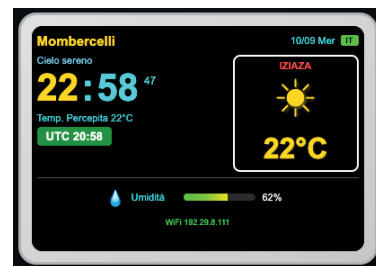 Mombercelli
10/09 Mer IT
Cielo sereno
22:58 47
Temp. Percepita 22°C
UTC 20:58
IZIAZA
22°C
Umidità 62%
WiFi 192.29.8.111